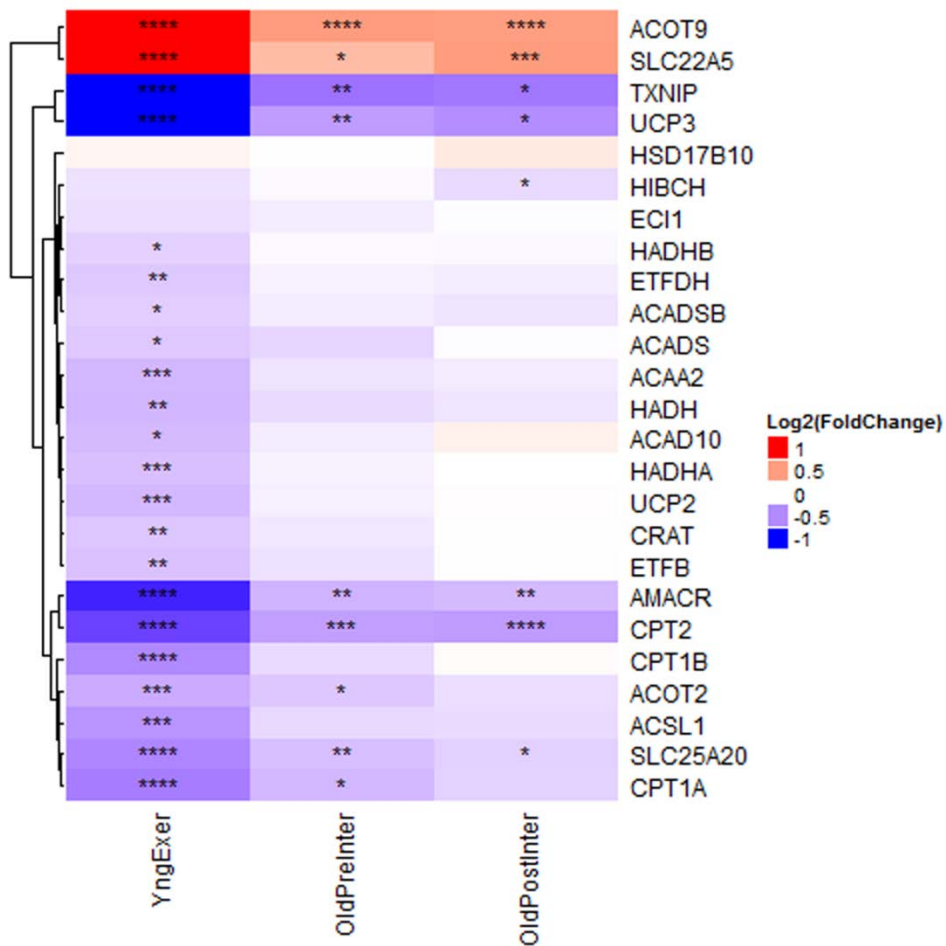 **** **** **** ACOT9
**** * *** SLC22A5
**** ** * TXNIP
**** ** * UCP3
HSD17B10
* HIBCH
ECI1
* HADHB
** ETFDH
* ACADSB
* ACADS
*** ACAA2
** HADH
* ACAD10
*** HADHA
*** UCP2
** CRAT
** ETFB
**** ** ** AMACR
**** *** **** CPT2
**** CPT1B
*** * ACOT2
*** ACSL1
**** ** * SLC25A20
**** * CPT1A
Log2(FoldChange)
1
0.5
0
-0.5
-1
YngExer
OldPreInter
OldPostInter